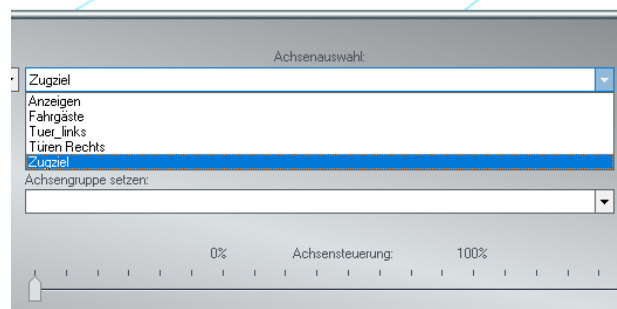 Achsenauswahl:
Zugziel
Anzeigen
Fahrgäste
Tuer_links
Türen Rechts
Zugziel
Achsengruppe setzen:
0% Achsensteuerung: 100%